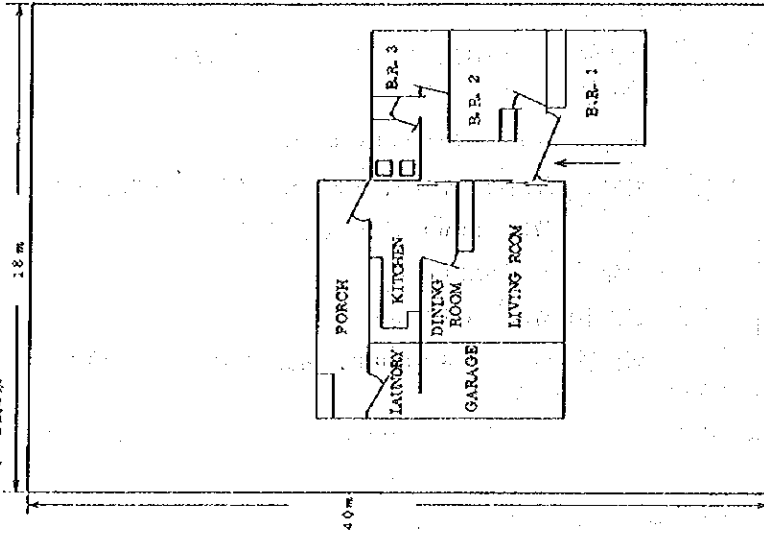 18 m
40 m
B.R. 3
B.R. 2
B.R. 1
PORCH
KITCHEN
DINING
ROOM
LIVING ROOM
LAUNDRY
GARAGE